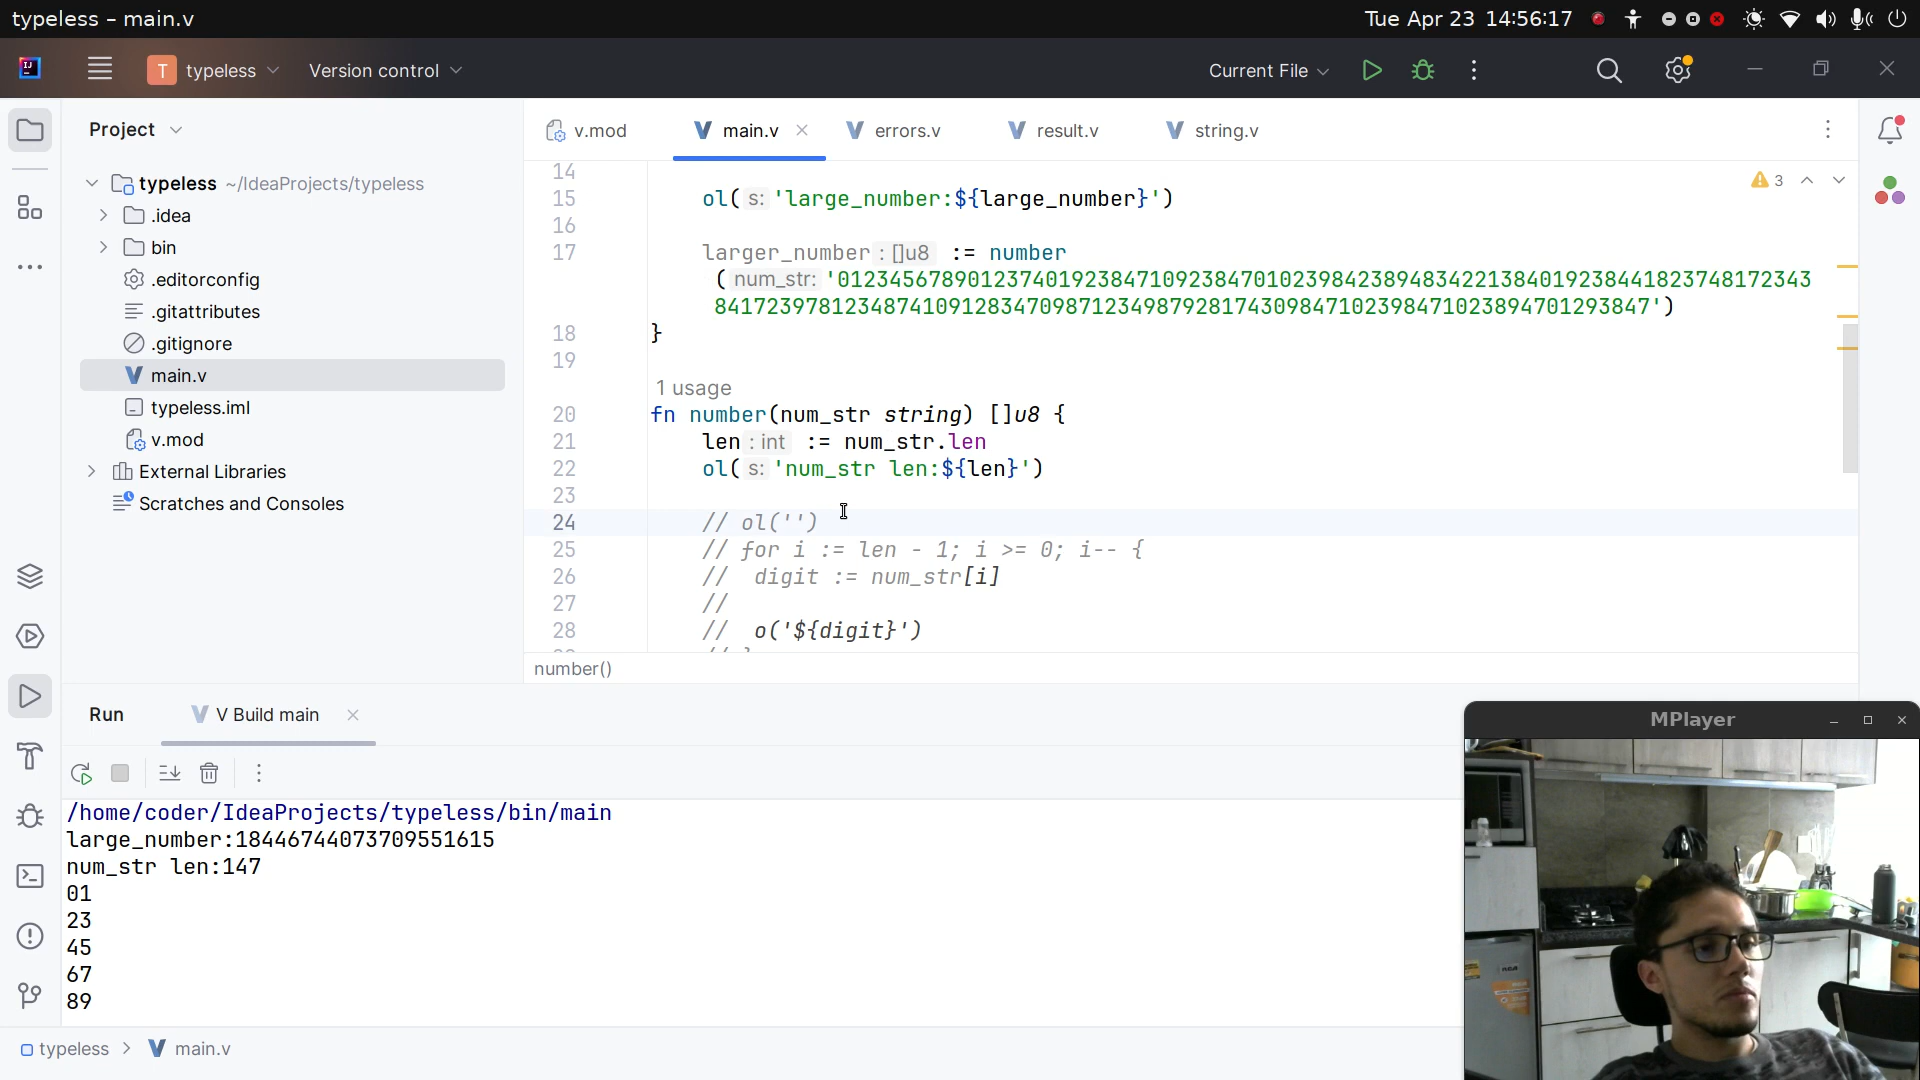 typeless – main.v
Tue Apr 23 14:56:17
IJ
T typeless
Version control
Current File
Project
v.mod
main.v
errors.v
result.v
string.v
typeless ~/IdeaProjects/typeless
.idea
bin
.editorconfig
.gitattributes
.gitignore
main.v
typeless.iml
v.mod
External Libraries
Scratches and Consoles
3
14
15 ol( s: 'large_number:${large_number}')
16
17 larger_number : []u8 := number
( num_str: '012345678901237401923847109238470102398423894834221384019238441823748172343
841723978123487410912834709871234987928174309847102398471023894701293847')
18 }
19
1 usage
20 fn number(num_str string) []u8 {
21 len : int := num_str.len
22 ol( s: 'num_str len:${len}')
23
24 // ol('')
25 // for i := len - 1; i >= 0; i-- {
26 // digit := num_str[i]
27 //
28 // o('${digit}')
number()
Run
V Build main
/home/coder/IdeaProjects/typeless/bin/main
large_number:18446744073709551615
num_str len:147
01
23
45
67
89
typeless > main.v
MPlayer